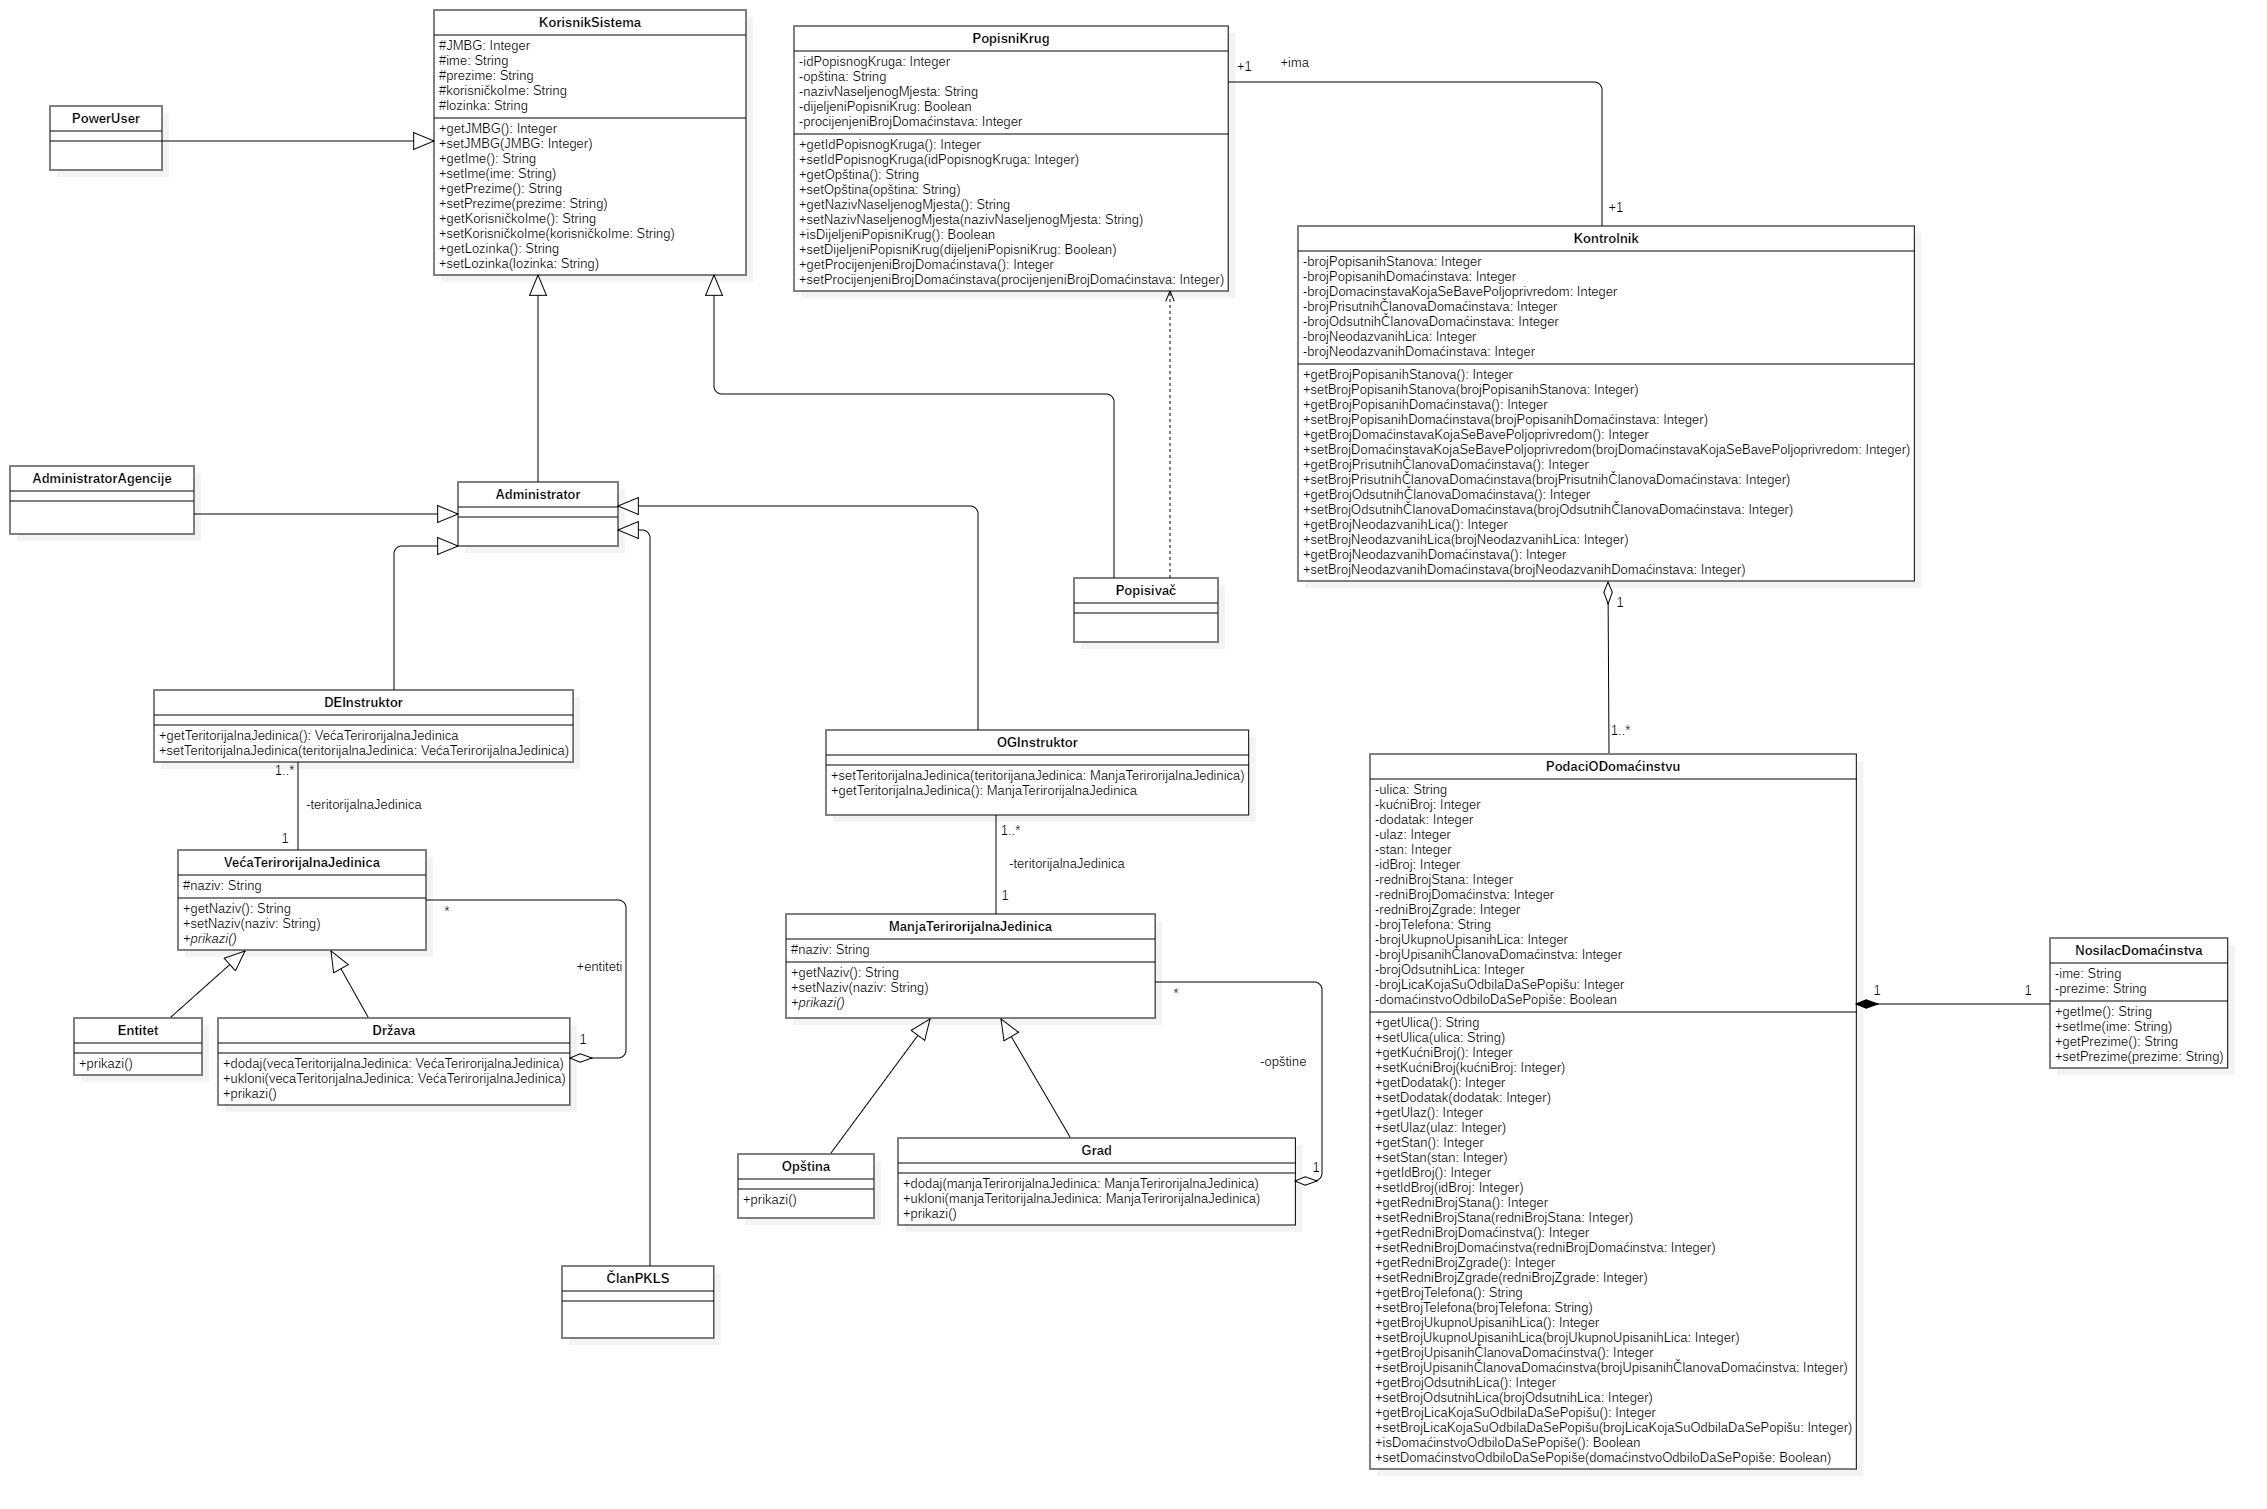 KorisnikSistema
#JMBG: Integer
#ime: String
#prezime: String
#korisničkoIme: String
#lozinka: String
+getJMBG(): Integer
+setJMBG(JMBG: Integer)
+getIme(): String
+setIme(ime: String)
+getPrezime(): String
+setPrezime(prezime: String)
+getKorisničkoIme(): String
+setKorisničkoIme(korisničkoIme: String)
+getLozinka(): String
+setLozinka(lozinka: String)
PopisniKrug
-idPopisnogKruga: Integer
-opština: String
-nazivNaseljenogMjesta: String
-dijeljeniPopisniKrug: Boolean
-procijenjeniBrojDomaćinstava: Integer
+getIdPopisnogKruga(): Integer
+setIdPopisnogKruga(idPopisnogKruga: Integer)
+getOpština(): String
+setOpština(opština: String)
+getNazivNaseljenogMjesta(): String
+setNazivNaseljenogMjesta(nazivNaseljenogMjesta: String)
+isDijeljeniPopisniKrug(): Boolean
+setDijeljeniPopisniKrug(dijeljeniPopisniKrug: Boolean)
+getProcijenjeniBrojDomaćinstava(): Integer
+setProcijenjeniBrojDomaćinstava(procijenjeniBrojDomaćinstava: Integer)
+1
+ima
+1
PowerUser
Kontrolnik
-brojPopisanihStanova: Integer
-brojPopisanihDomaćinstava: Integer
-brojDomacinstavaKojaSeBavePoljoprivredom: Integer
-brojPrisutnihČlanovaDomaćinstava: Integer
-brojOdsutnihČlanovaDomaćinstava: Integer
-brojNeodazvanihLica: Integer
-brojNeodazvanihDomaćinstava: Integer
+getBrojPopisanihStanova(): Integer
+setBrojPopisanihStanova(brojPopisanihStanova: Integer)
+getBrojPopisanihDomaćinstava(): Integer
+setBrojPopisanihDomaćinstava(brojPopisanihDomaćinstava: Integer)
+getBrojDomaćinstavaKojaSeBavePoljoprivredom(): Integer
+setBrojDomaćinstavaKojaSeBavePoljoprivredom(brojDomaćinstavaKojaSeBavePoljoprivredom: Integer)
+getBrojPrisutnihČlanovaDomaćinstava(): Integer
+setBrojPrisutnihČlanovaDomaćinstava(brojPrisutnihČlanovaDomaćinstava: Integer)
+getBrojOdsutnihČlanovaDomaćinstava(): Integer
+setBrojOdsutnihČlanovaDomaćinstava(brojOdsutnihČlanovaDomaćinstava: Integer)
+getBrojNeodazvanihLica(): Integer
+setBrojNeodazvanihLica(brojNeodazvanihLica: Integer)
+getBrojNeodazvanihDomaćinstava(): Integer
+setBrojNeodazvanihDomaćinstava(brojNeodazvanihDomaćinstava: Integer)
1
1..*
AdministratorAgencije
Administrator
Popisivač
DEInstruktor
+getTeritorijalnaJedinica(): VećaTerirorijalnaJedinica
+setTeritorijalnaJedinica(teritorijalnaJedinica: VećaTerirorijalnaJedinica)
1..*
-teritorijalnaJedinica
1
OGInstruktor
+setTeritorijalnaJedinica(teritorijanaJedinica: ManjaTerirorijalnaJedinica)
+getTeritorijalnaJedinica(): ManjaTerirorijalnaJedinica
1..*
-teritorijalnaJedinica
1
VećaTerirorijalnaJedinica
#naziv: String
+getNaziv(): String
+setNaziv(naziv: String)
+prikazi()
*
+entiteti
1
Entitet
+prikazi()
Država
+dodaj(vecaTeritorijalnaJedinica: VećaTerirorijalnaJedinica)
+ukloni(vecaTeritorijalnaJedinica: VećaTerirorijalnaJedinica)
+prikazi()
ManjaTerirorijalnaJedinica
#naziv: String
+getNaziv(): String
+setNaziv(naziv: String)
+prikazi()
*
-opštine
1
Opština
+prikazi()
Grad
+dodaj(manjaTerirorijalnaJedinica: ManjaTerirorijalnaJedinica)
+ukloni(manjaTeritorijalnaJedinica: ManjaTerirorijalnaJedinica)
+prikazi()
ČlanPKLS
PodaciODomaćinstvu
-ulica: String
-kućniBroj: Integer
-dodatak: Integer
-ulaz: Integer
-stan: Integer
-idBroj: Integer
-redniBrojStana: Integer
-redniBrojDomaćinstva: Integer
-redniBrojZgrade: Integer
-brojTelefona: String
-brojUkupnoUpisanihLica: Integer
-brojUpisanihČlanovaDomaćinstva: Integer
-brojOdsutnihLica: Integer
-brojLicaKojaSuOdbilaDaSePopišu: Integer
-domaćinstvoOdbiloDaSePopiše: Boolean
+getUlica(): String
+setUlica(ulica: String)
+getKućniBroj(): Integer
+setKućniBroj(kućniBroj: Integer)
+getDodatak(): Integer
+setDodatak(dodatak: Integer)
+getUlaz(): Integer
+setUlaz(ulaz: Integer)
+getStan(): Integer
+setStan(stan: Integer)
+getIdBroj(): Integer
+setIdBroj(idBroj: Integer)
+getRedniBrojStana(): Integer
+setRedniBrojStana(redniBrojStana: Integer)
+getRedniBrojDomaćinstva(): Integer
+setRedniBrojDomaćinstva(redniBrojDomaćinstva: Integer)
+getRedniBrojZgrade(): Integer
+setRedniBrojZgrade(redniBrojZgrade: Integer)
+getBrojTelefona(): String
+setBrojTelefona(brojTelefona: String)
+getBrojUkupnoUpisanihLica(): Integer
+setBrojUkupnoUpisanihLica(brojUkupnoUpisanihLica: Integer)
+getBrojUpisanihČlanovaDomaćinstva(): Integer
+setBrojUpisanihČlanovaDomaćinstva(brojUpisanihČlanovaDomaćinstva: Integer)
+getBrojOdsutnihLica(): Integer
+setBrojOdsutnihLica(brojOdsutnihLica: Integer)
+getBrojLicaKojaSuOdbilaDaSePopišu(): Integer
+setBrojLicaKojaSuOdbilaDaSePopišu(brojLicaKojaSuOdbilaDaSePopišu: Integer)
+isDomaćinstvoOdbiloDaSePopiše(): Boolean
+setDomaćinstvoOdbiloDaSePopiše(domaćinstvoOdbiloDaSePopiše: Boolean)
1
1
NosilacDomaćinstva
-ime: String
-prezime: String
+getIme(): String
+setIme(ime: String)
+getPrezime(): String
+setPrezime(prezime: String)